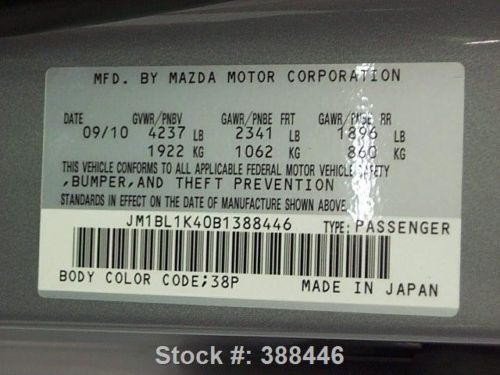 MFD. BY MAZDA MOTOR CORPORATION
DATE GVWR/PNBV GAWR/PNBE FRT GAWR/PNBE RR
09/10 4237 LB 2341 LB 1896 LB
1922 KG 1062 KG 860 KG
THIS VEHICLE CONFORMS TO ALL APPLICABLE FEDERAL MOTOR VEHICLE SAFETY
,BUMPER,AND THEFT PREVENTION
STANDARDS IN EFFECT ON THE DATE OF MANUFACTURE SHOWN ABOVE.
JM1BL1K40B1388446 TYPE: PASSENGER
BODY COLOR CODE;38P MADE IN JAPAN
Stock #: 388446